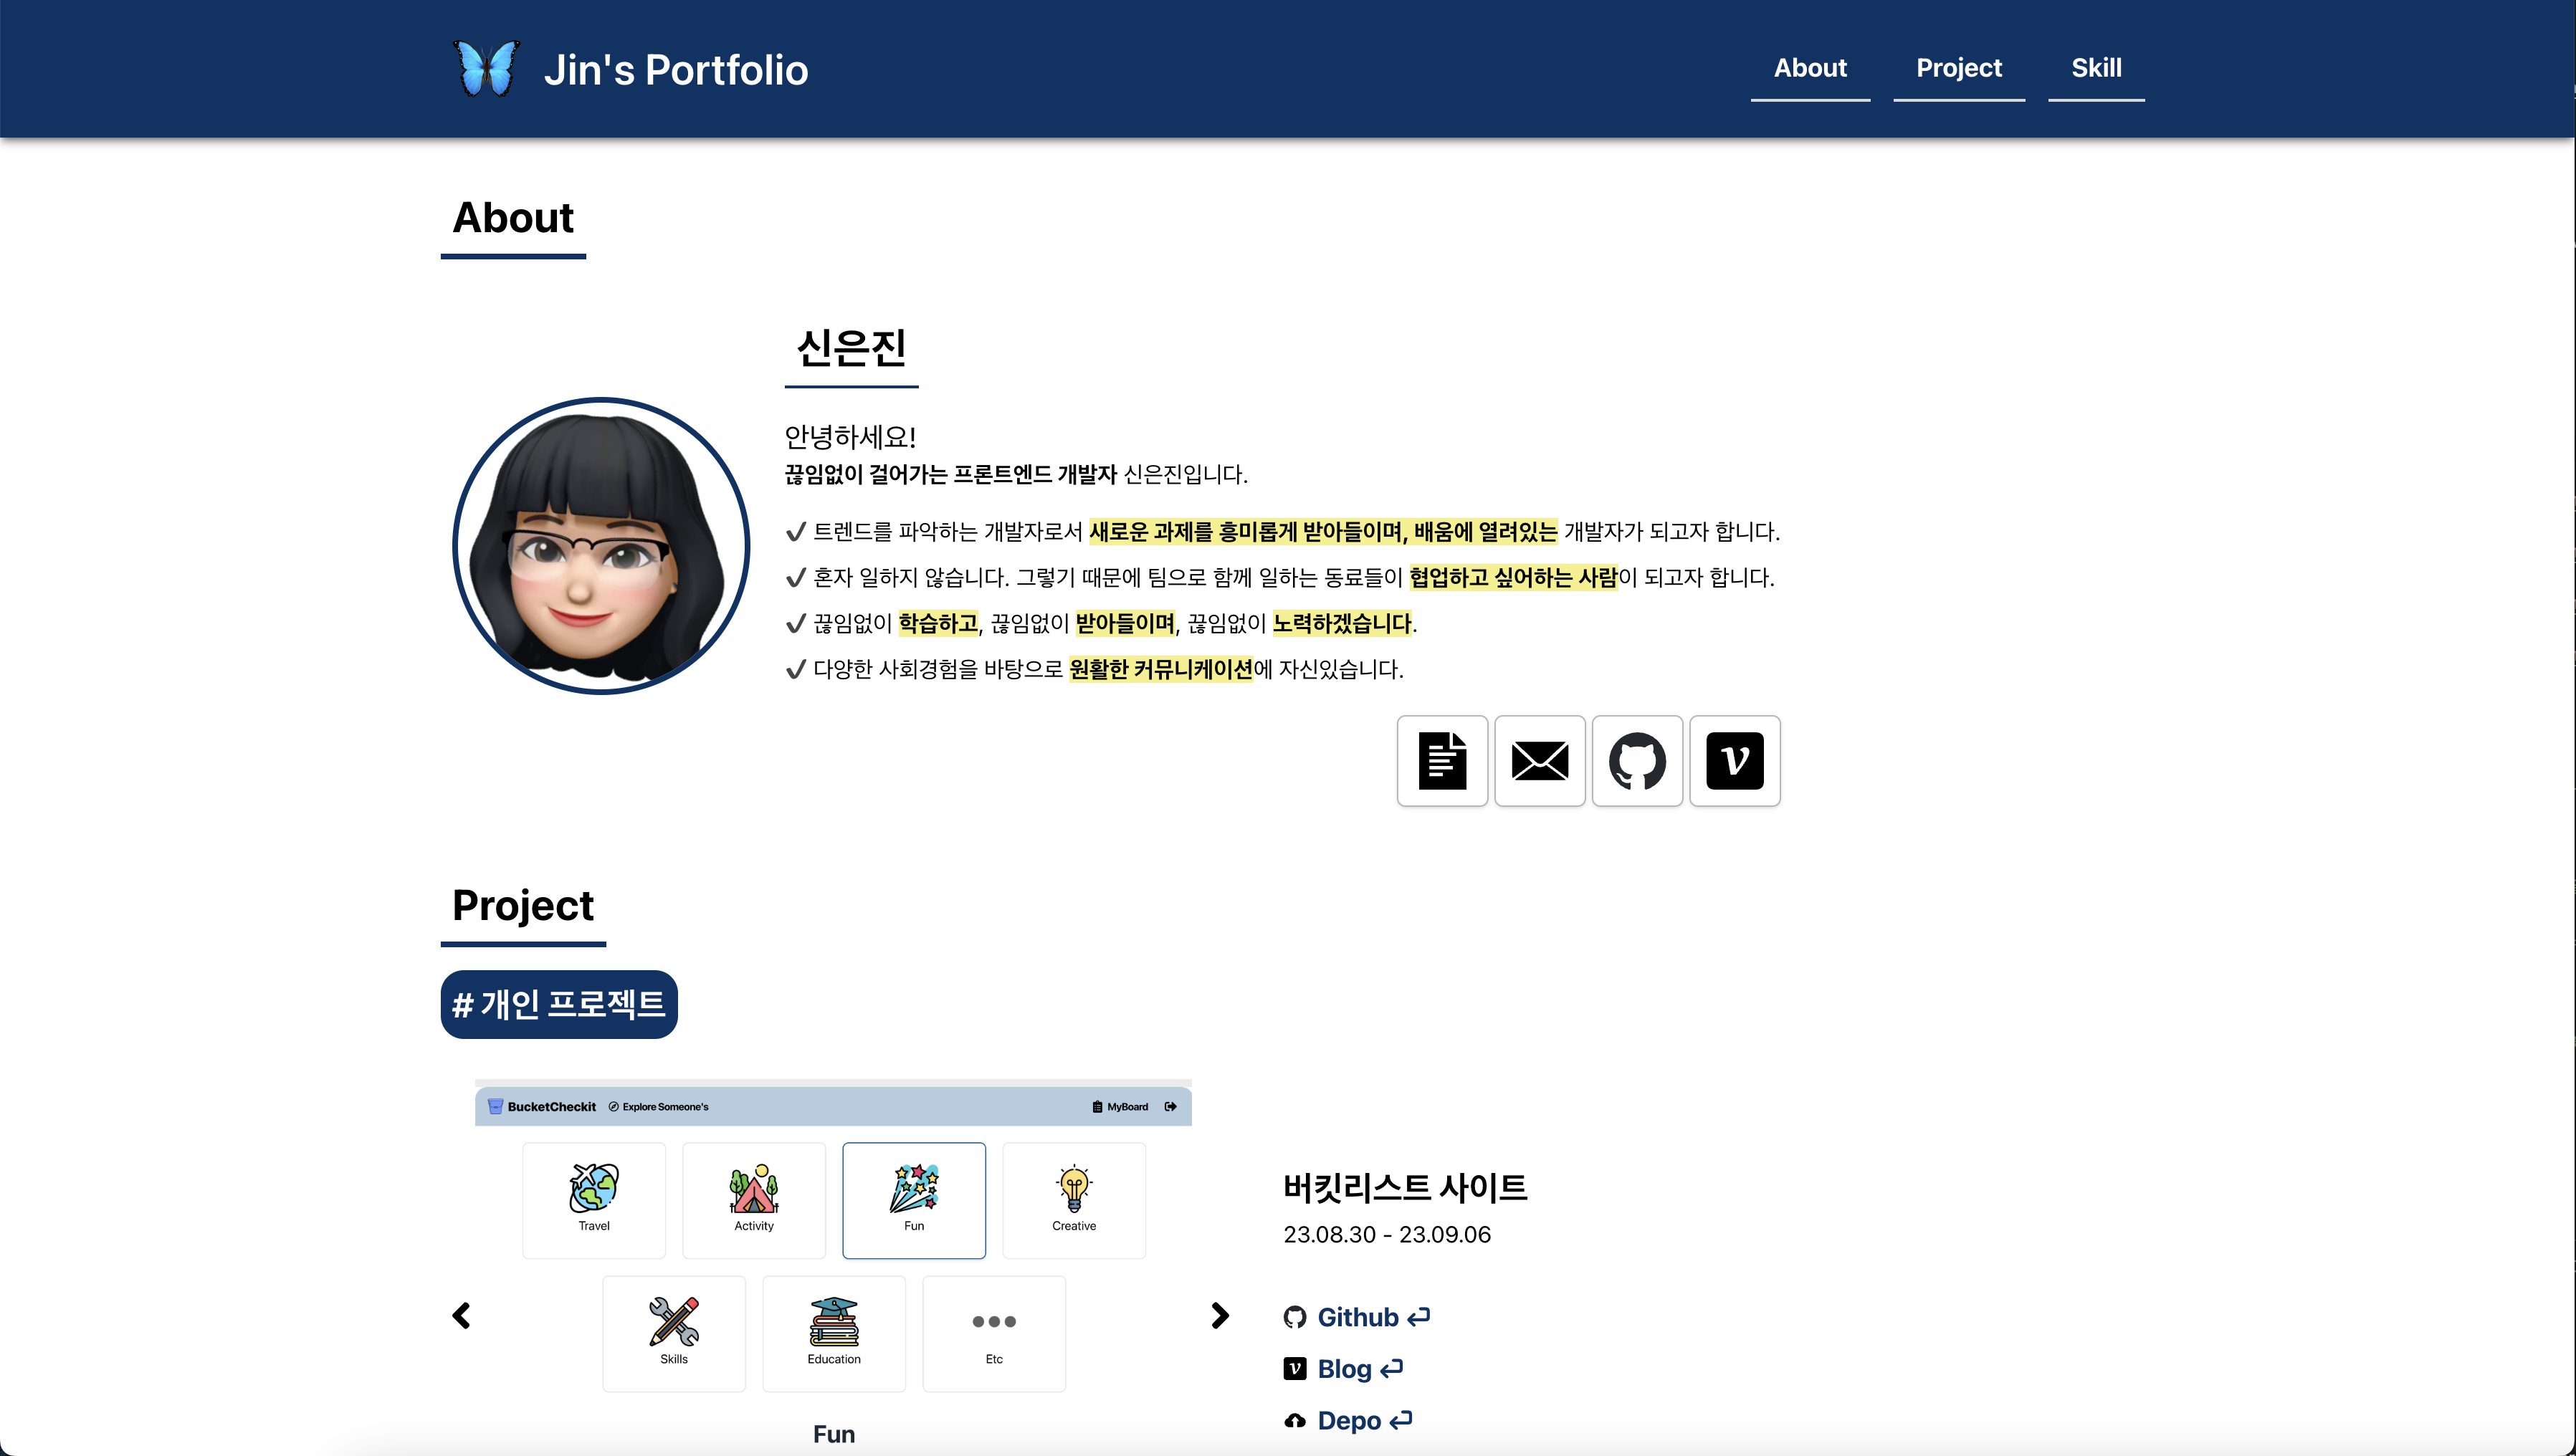 Jin's Portfolio
About
Project
Skill
About
신은진
안녕하세요!
끊임없이 걸어가는 프론트엔드 개발자 신은진입니다.
✔ 트렌드를 파악하는 개발자로서 새로운 과제를 흥미롭게 받아들이며, 배움에 열려있는 개발자가 되고자 합니다.
✔ 혼자 일하지 않습니다. 그렇기 때문에 팀으로 함께 일하는 동료들이 협업하고 싶어하는 사람이 되고자 합니다.
✔ 끊임없이 학습하고, 끊임없이 받아들이며, 끊임없이 노력하겠습니다.
✔ 다양한 사회경험을 바탕으로 원활한 커뮤니케이션에 자신있습니다.
Project
# 개인 프로젝트
BucketCheckit
Explore Someone's
MyBoard
Travel
Activity
Fun
Creative
Skills
Education
Etc
Fun
버킷리스트 사이트
23.08.30 - 23.09.06
Github
Blog
Depo